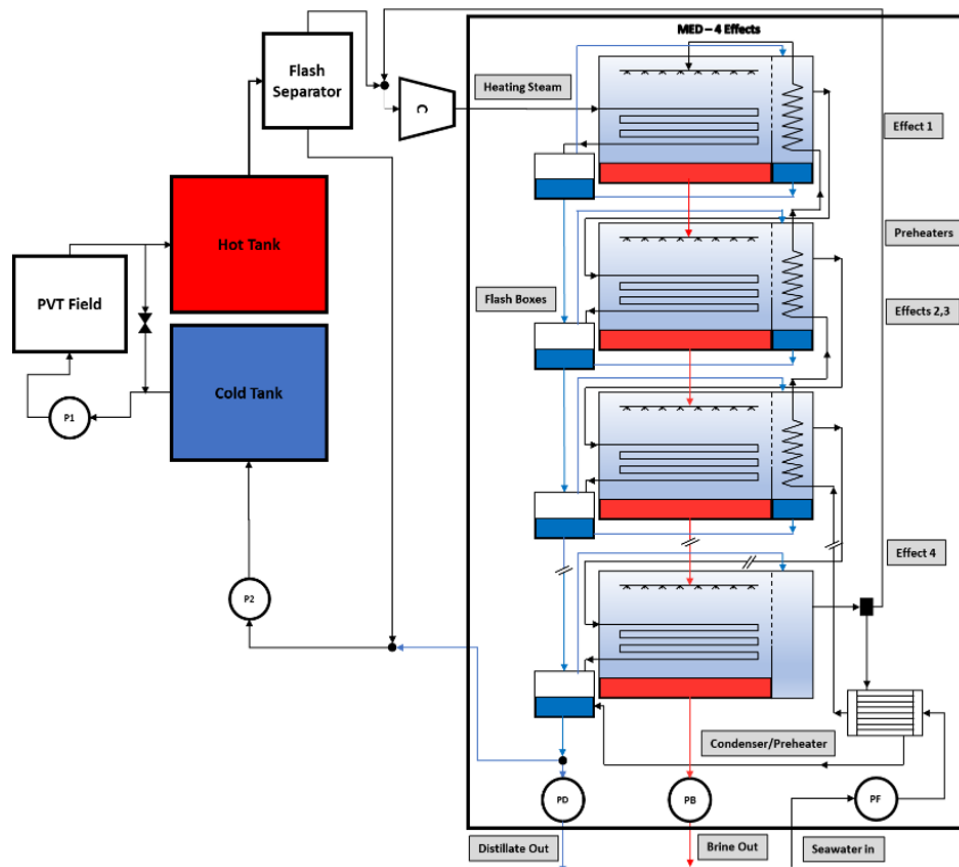 MED – 4 Effects
Flash
Separator
C
Heating Steam
Effect 1
Hot Tank
Preheaters
PVT Field
Flash Boxes
Effects 2,3
Cold Tank
P1
Effect 4
P2
Condenser/Preheater
PD
PB
PF
Distillate Out
Brine Out
Seawater in